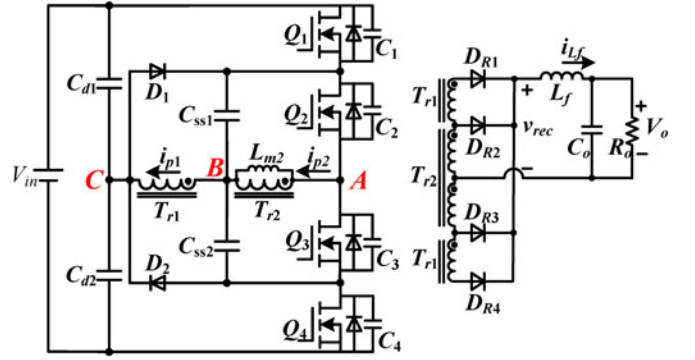 Q1
C1
Cd1
D1
Css1
Q2
C2
Vin
C
ip1
B
Lm2
ip2
A
Tr1
Tr2
Cd2
D2
Css2
Q3
C3
Q4
C4
DR1
iLf
Tr1
Lf
+
DR2
vrec
Co
Ro
+
Vo
−
−
Tr2
DR3
Tr1
DR4